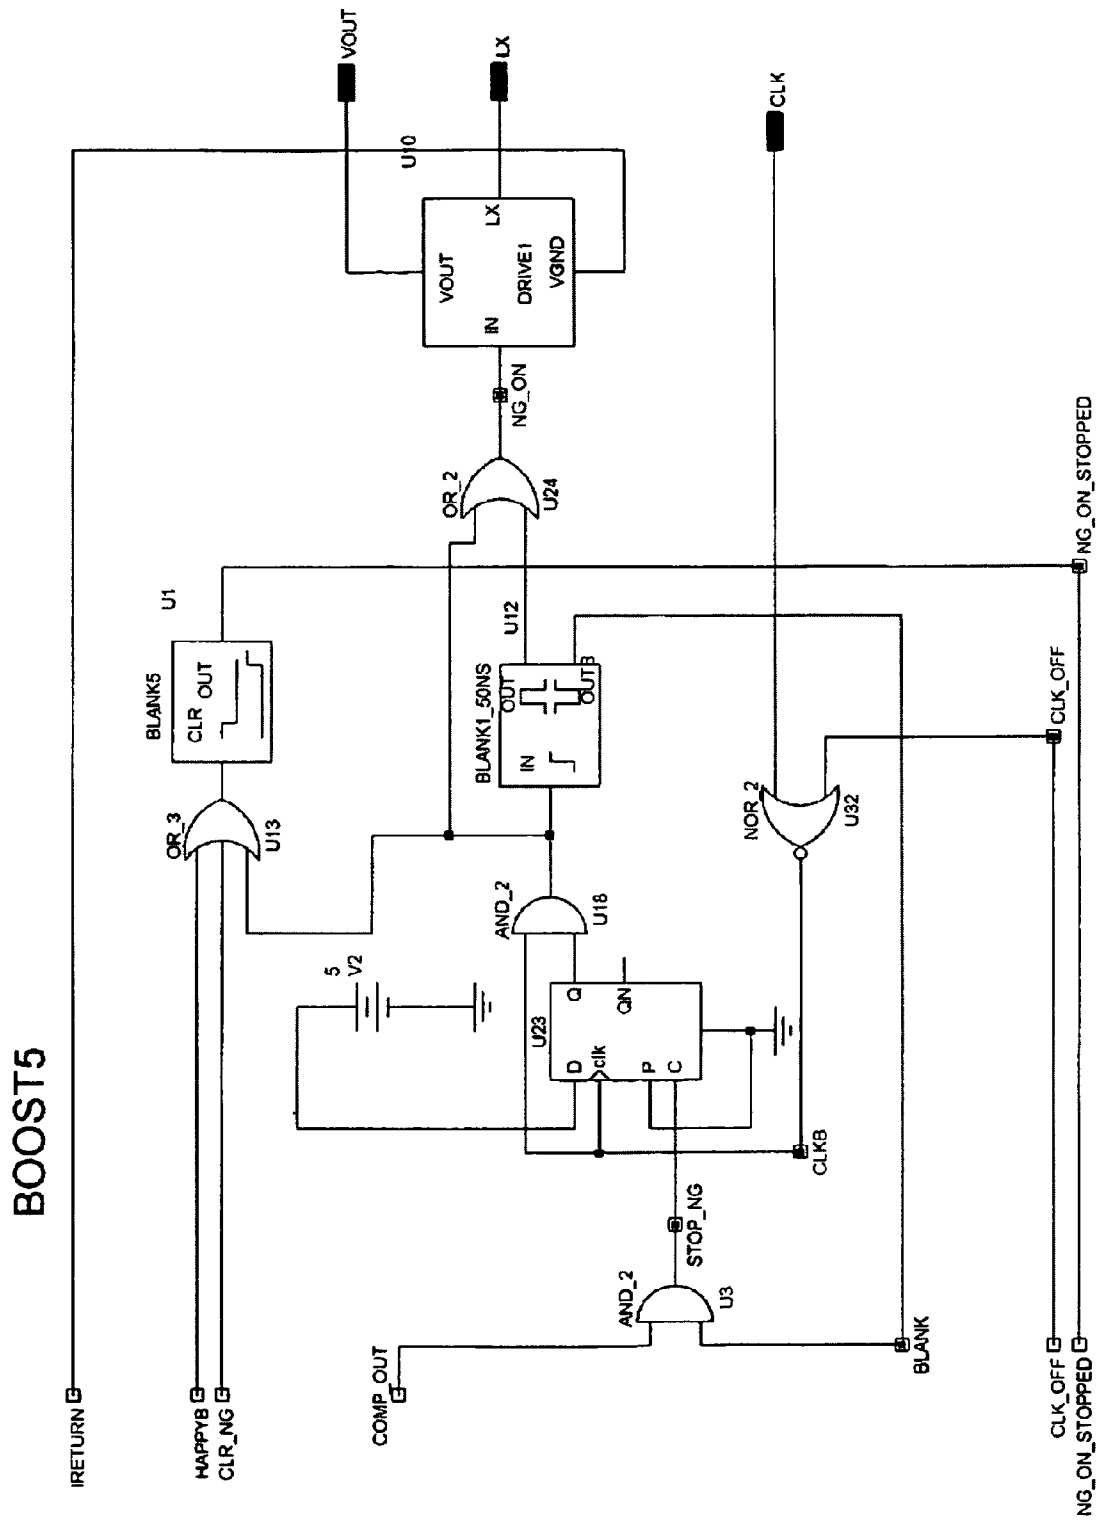 BOOST5
IRETURN
HAPPYB
CLR_NG
COMP_OUT
CLK_OFF
NG_ON_STOPPED
AND_2
U3
BLANK
STOP_NG
CLKB
5
V2
U23
D
clk
P
C
Q
QN
AND_2
U18
OR_3
U13
NOR_2
U32
BLANK5
CLR
OUT
U1
BLANK1_50NS
IN
OUT
OUTB
U12
CLK_OFF
NG_ON_STOPPED
OR_2
U24
NG_ON
VOUT
IN
DRIVE1
LX
VGND
U10
VOUT
LX
CLK